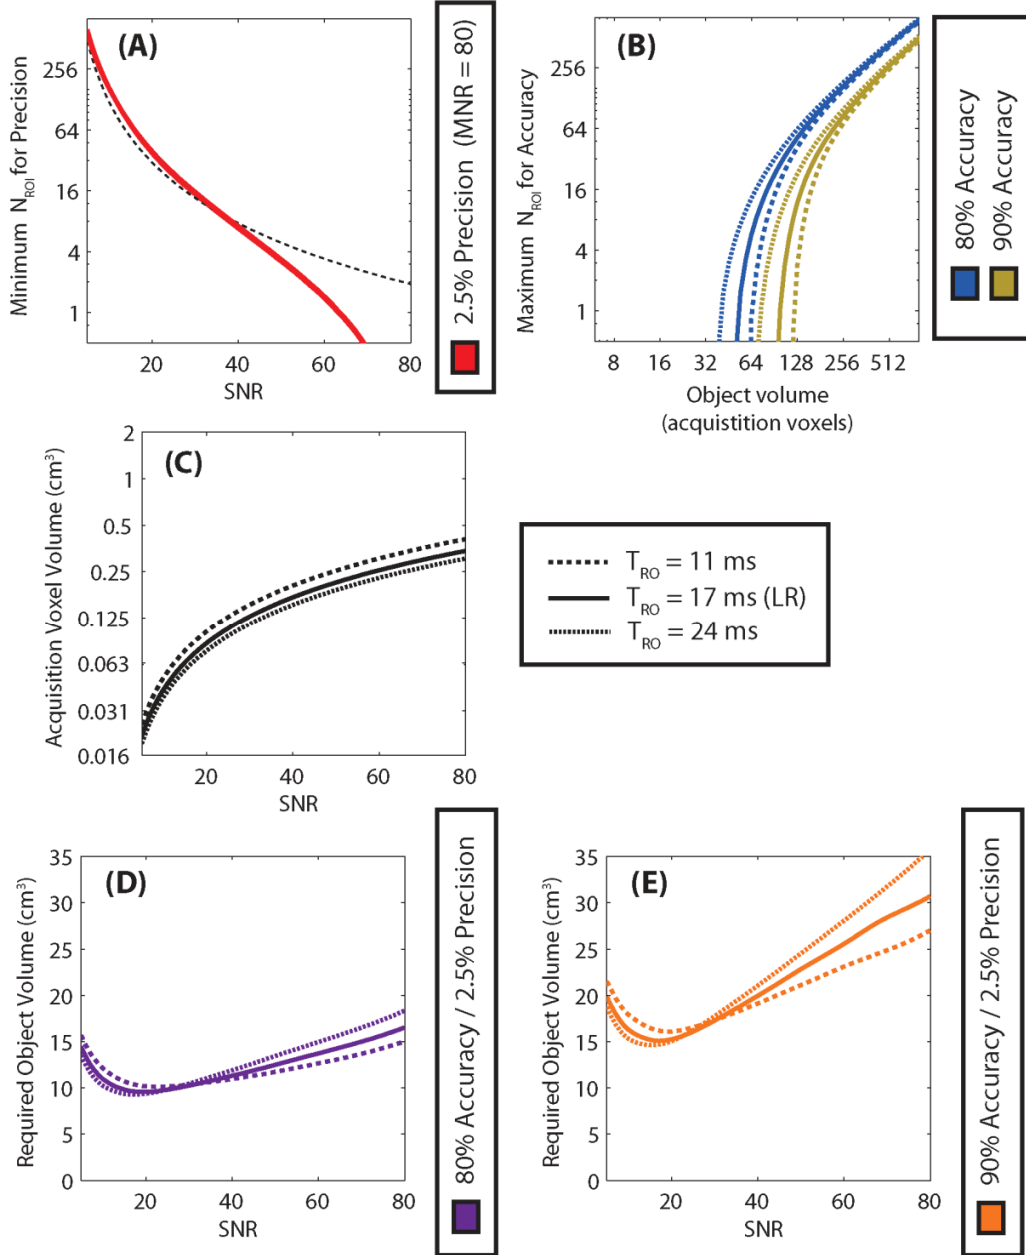 (A)
Minimum N_ROI for Precision
256
64
16
4
1
20
40
60
80
SNR
2.5% Precision (MNR = 80)
(B)
Maximum N_ROI for Accuracy
256
64
16
4
1
8
16
32
64
128
256
512
Object volume
(acquistition voxels)
80% Accuracy
90% Accuracy
(C)
Acquisition Voxel Volume (cm³)
2
1
0.5
0.25
0.125
0.063
0.031
0.016
20
40
60
80
SNR
T_RO = 11 ms
T_RO = 17 ms (LR)
T_RO = 24 ms
(D)
Required Object Volume (cm³)
35
30
25
20
15
10
5
0
20
40
60
80
SNR
80% Accuracy / 2.5% Precision
(E)
Required Object Volume (cm³)
35
30
25
20
15
10
5
0
20
40
60
80
SNR
90% Accuracy / 2.5% Precision